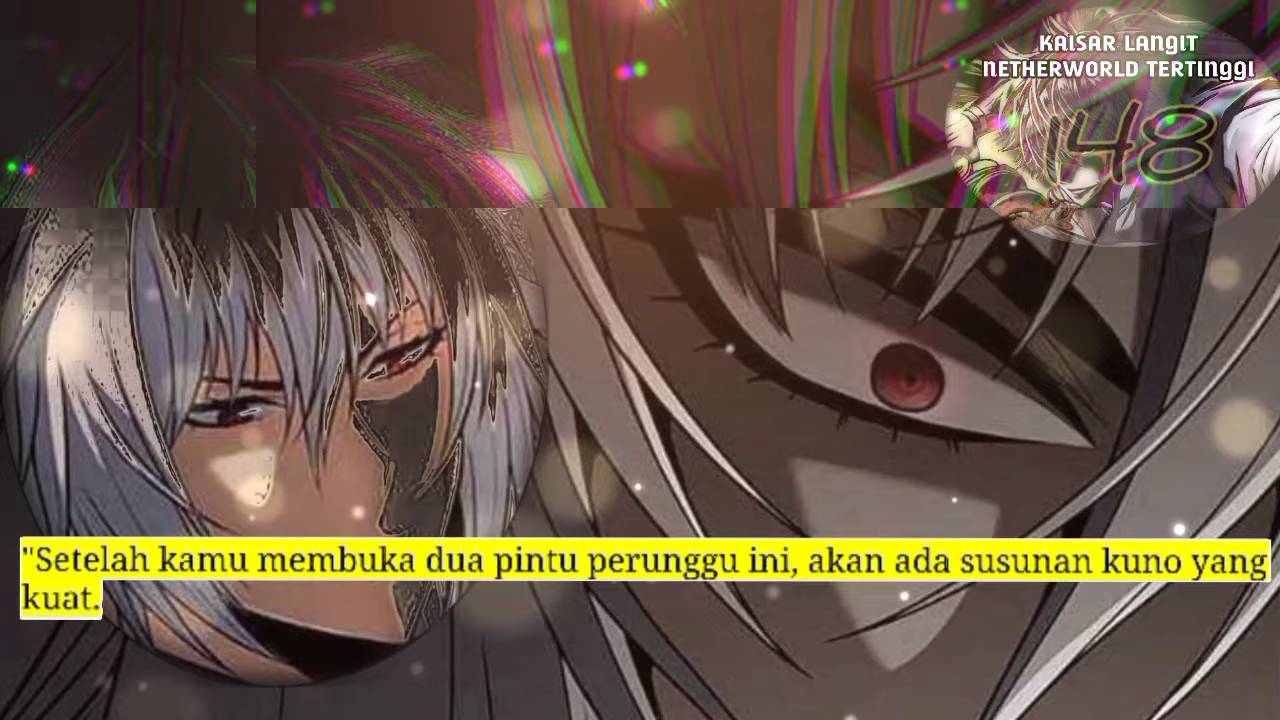 KAISAR LANGIT
NETHERWORLD TERTINGGI
148
"Setelah kamu membuka dua pintu perunggu ini, akan ada susunan kuno yang
kuat.